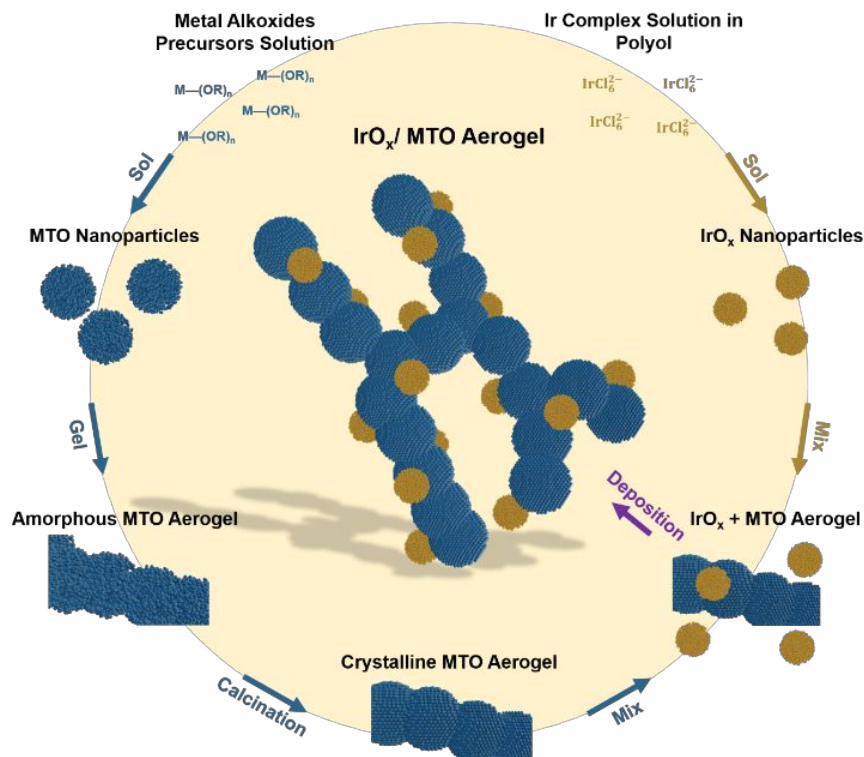 Metal Alkoxides
Precursors Solution
Ir Complex Solution in
Polyol
M—(OR)ₙ
M—(OR)ₙ
M—(OR)ₙ
M—(OR)ₙ
IrCl₆²⁻
IrCl₆²⁻
IrCl₆²⁻
IrCl₆²⁻
IrOₓ/ MTO Aerogel
Sol
Sol
MTO Nanoparticles
IrOₓ Nanoparticles
Gel
Mix
Deposition
Amorphous MTO Aerogel
IrOₓ + MTO Aerogel
Crystalline MTO Aerogel
Calcination
Mix